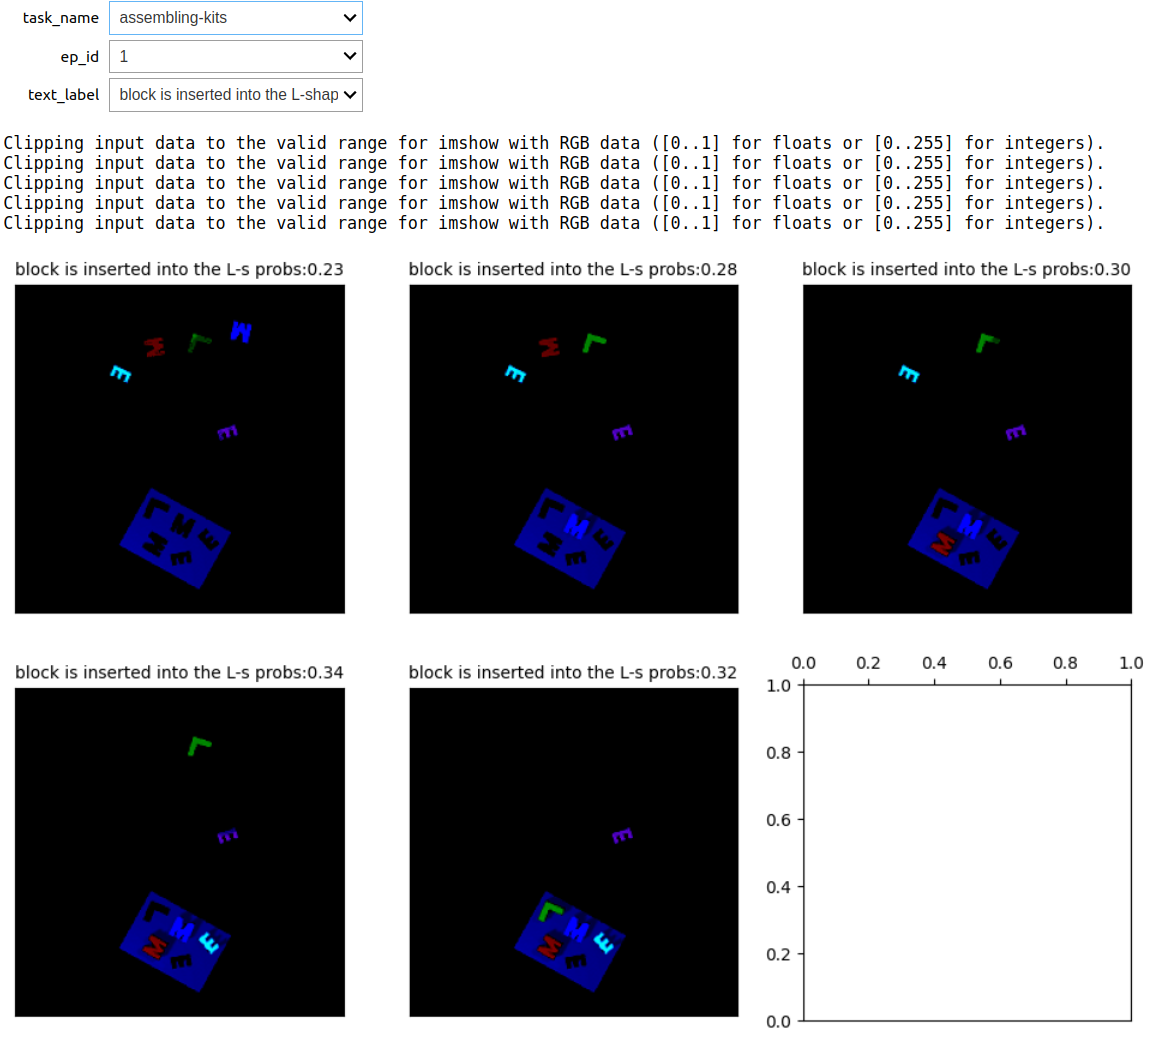 task_name assembling-kits
ep_id 1
text_label block is inserted into the L-shap
Clipping input data to the valid range for imshow with RGB data ([0..1] for floats or [0..255] for integers).
Clipping input data to the valid range for imshow with RGB data ([0..1] for floats or [0..255] for integers).
Clipping input data to the valid range for imshow with RGB data ([0..1] for floats or [0..255] for integers).
Clipping input data to the valid range for imshow with RGB data ([0..1] for floats or [0..255] for integers).
Clipping input data to the valid range for imshow with RGB data ([0..1] for floats or [0..255] for integers).
block is inserted into the L-s probs:0.23
M L M
E
E
L M E
M E
block is inserted into the L-s probs:0.28
M L
E
E
L M E
M E
block is inserted into the L-s probs:0.30
L
E
E
L M E
M E
block is inserted into the L-s probs:0.34
L
E
L M E
M E
block is inserted into the L-s probs:0.32
E
L M E
M E
0.0 0.2 0.4 0.6 0.8 1.0
1.0
0.8
0.6
0.4
0.2
0.0